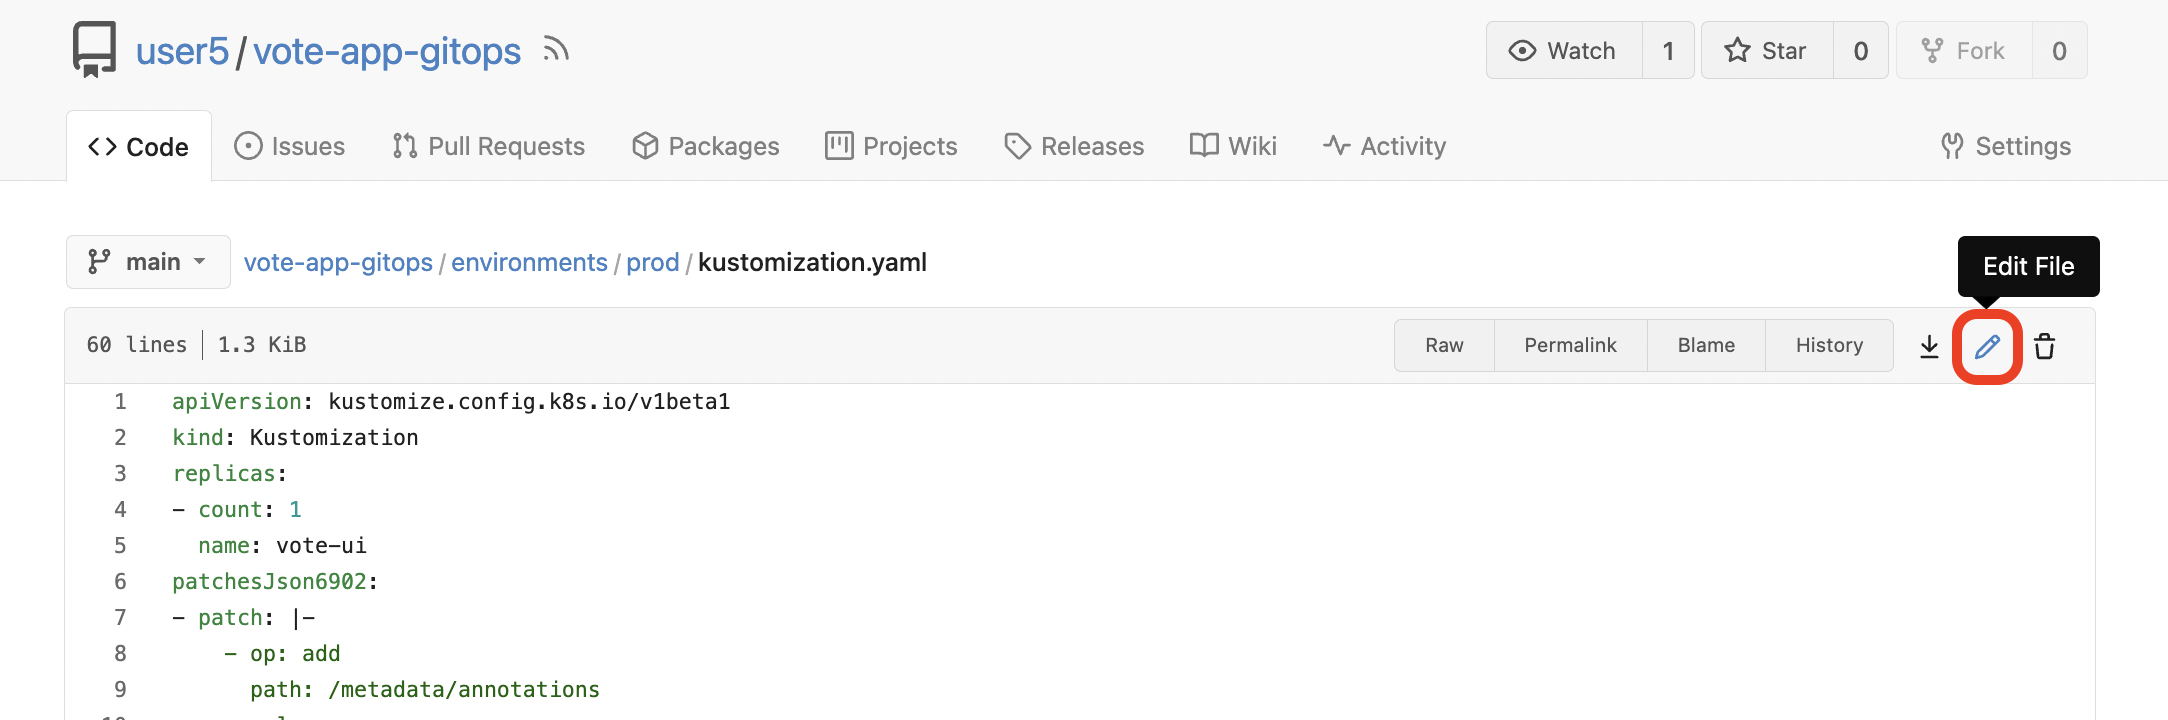 user5/vote-app-gitops
Watch 1 Star 0 Fork 0
Code Issues Pull Requests Packages Projects Releases Wiki Activity Settings
main vote-app-gitops/environments/prod/kustomization.yaml
Edit File
60 lines 1.3 KiB Raw Permalink Blame History
1 apiVersion: kustomize.config.k8s.io/v1beta1
2 kind: Kustomization
3 replicas:
4 - count: 1
5 name: vote-ui
6 patchesJson6902:
7 - patch: |-
8 - op: add
9 path: /metadata/annotations